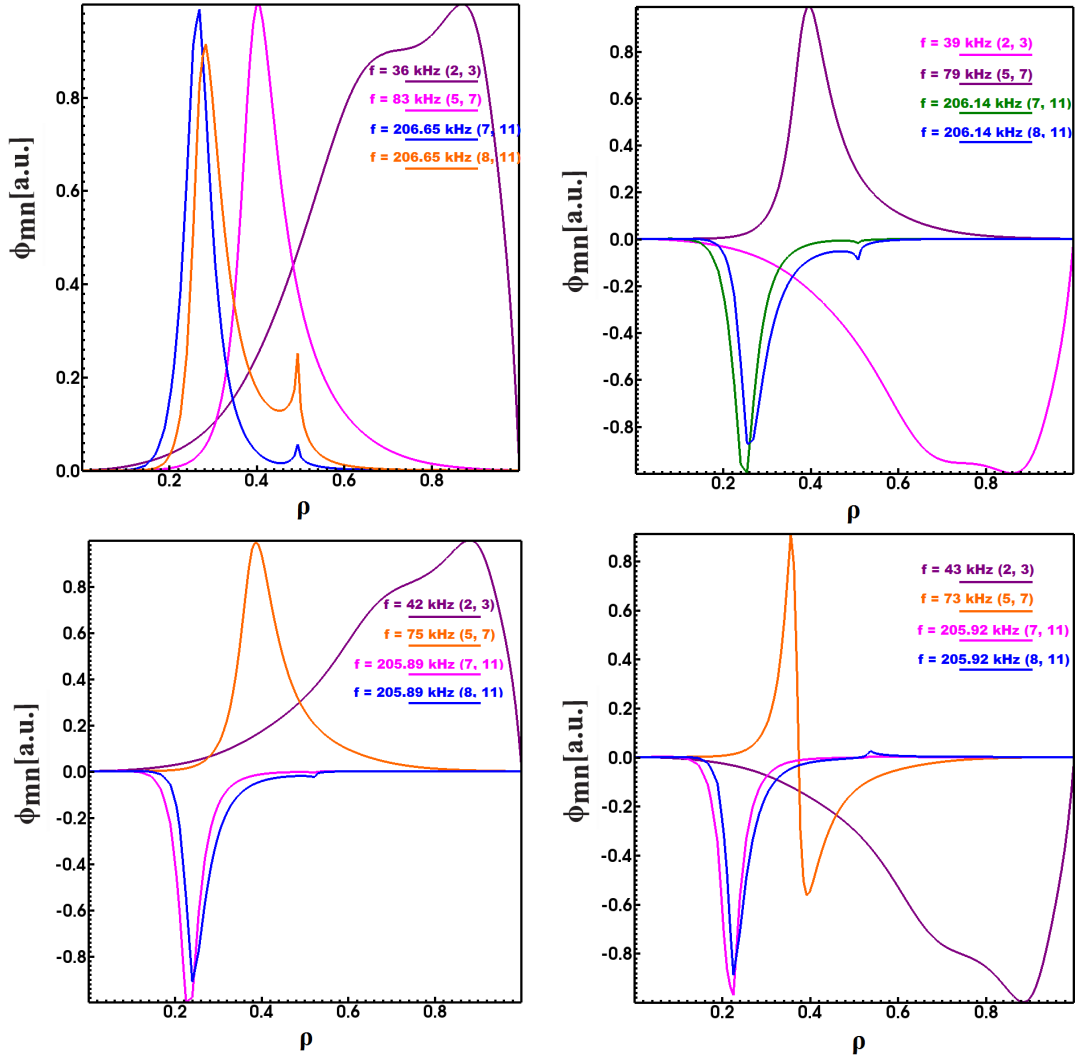 f = 36 kHz (2, 3)
f = 83 kHz (5, 7)
f = 206.65 kHz (7, 11)
f = 206.65 kHz (8, 11)
0.8
0.6
0.4
0.2
0.0
0.2
0.4
0.6
0.8
ϕmn[a.u.]
ρ
f = 39 kHz (2, 3)
f = 79 kHz (5, 7)
f = 206.14 kHz (7, 11)
f = 206.14 kHz (8, 11)
0.8
0.6
0.4
0.2
0.0
-0.2
-0.4
-0.6
-0.8
0.2
0.4
0.6
0.8
ϕmn[a.u.]
ρ
f = 42 kHz (2, 3)
f = 75 kHz (5, 7)
f = 205.89 kHz (7, 11)
f = 205.89 kHz (8, 11)
0.8
0.6
0.4
0.2
0.0
-0.2
-0.4
-0.6
-0.8
0.2
0.4
0.6
0.8
ϕmn[a.u.]
ρ
f = 43 kHz (2, 3)
f = 73 kHz (5, 7)
f = 205.92 kHz (7, 11)
f = 205.92 kHz (8, 11)
0.8
0.6
0.4
0.2
0.0
-0.2
-0.4
-0.6
-0.8
0.2
0.4
0.6
0.8
ϕmn[a.u.]
ρ